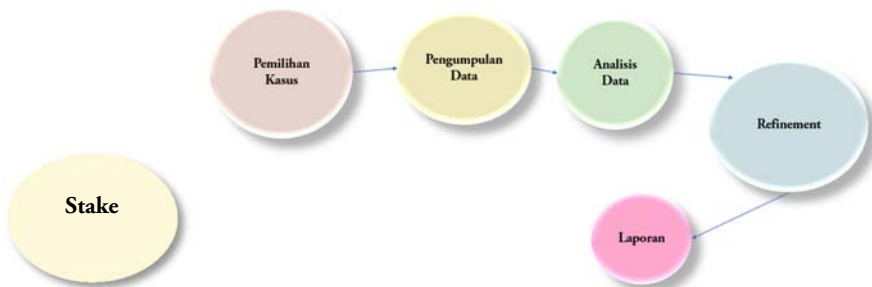 Pemilihan
Kasus
Pengumpulan
Data
Analisis
Data
Refinement
Stake
Laporan